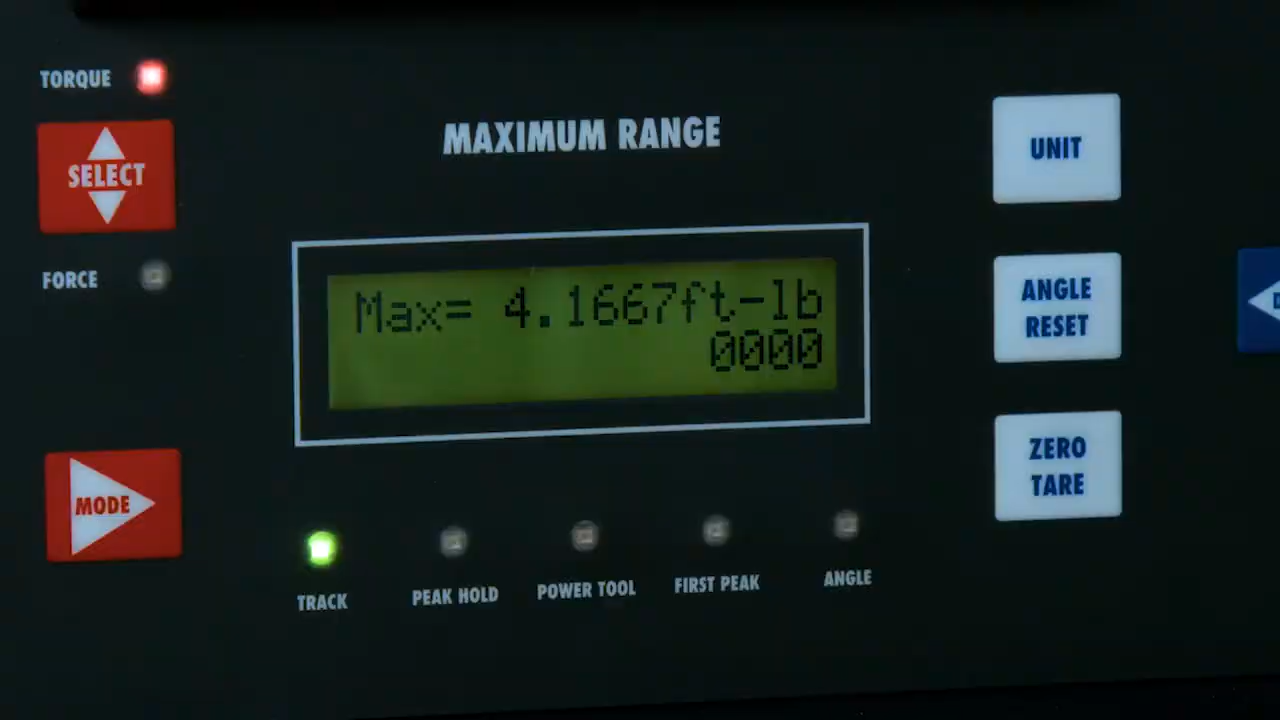 TORQUE
SELECT
FORCE
MODE
MAXIMUM RANGE
Max= 4.1667ft-lb
0000
TRACK
PEAK HOLD
POWER TOOL
FIRST PEAK
ANGLE
UNIT
ANGLE
RESET
ZERO
TARE